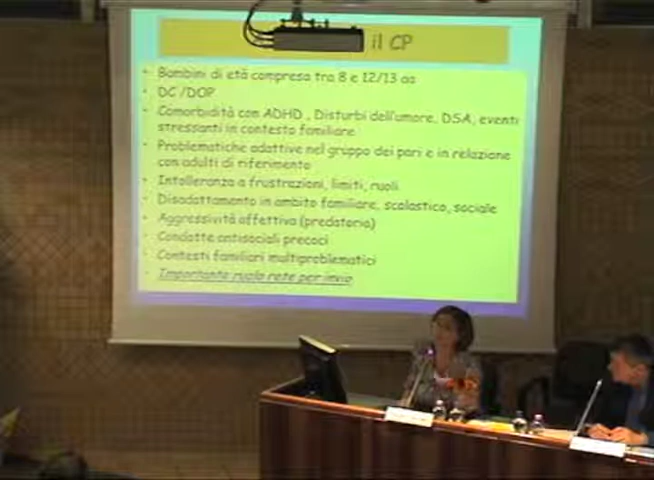 il CP
• Bambini di età compresa tra 8 e 12/13 aa
• DC /DOP
• Comorbidità con ADHD , Disturbi dell'umore, DSA, eventi
stressanti in contesto familiare
• Problematiche adattive nel gruppo dei pari e in relazione
con adulti di riferimento
• Intolleranza a frustrazioni, limiti, ruoli
• Disadattamento in ambito familiare, scolastico, sociale
• Aggressività affettiva (predatoria)
• Condotte antisociali precoci
• Contesti familiari multiproblematici
• Importante ruolo rete per invio